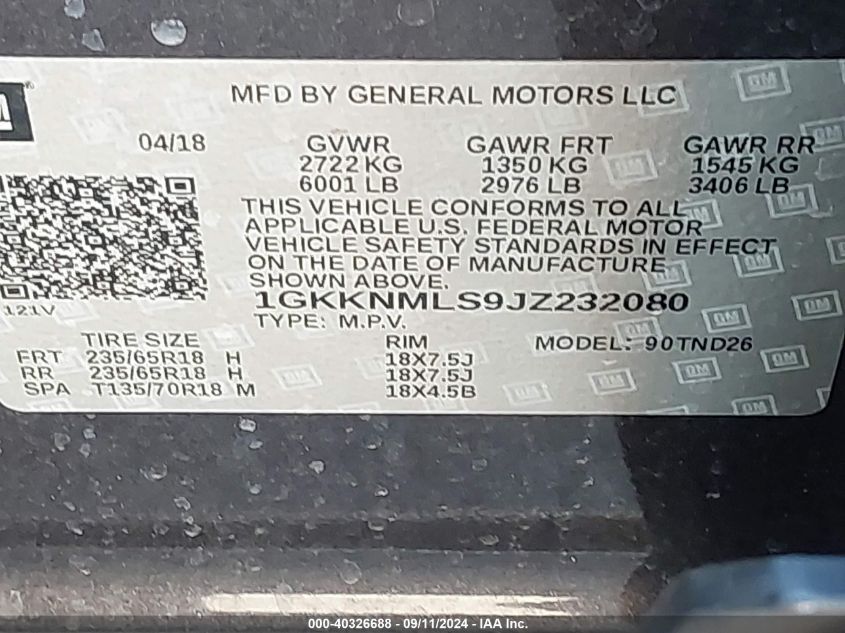 MFD BY GENERAL MOTORS LLC
04/18 GVWR GAWR FRT GAWR RR
2722 KG 1350 KG 1545 KG
6001 LB 2976 LB 3406 LB
THIS VEHICLE CONFORMS TO ALL
APPLICABLE U.S. FEDERAL MOTOR
VEHICLE SAFETY STANDARDS IN EFFECT
ON THE DATE OF MANUFACTURE
SHOWN ABOVE.
1GKKNMLS9JZ232080
121V TYPE: M.P.V.
TIRE SIZE RIM MODEL: 90TND26
FRT 235/65R18 H 18X7.5J
RR 235/65R18 H 18X7.5J
SPA T135/70R18 M 18X4.5B
000-40326688 - 09/11/2024 - IAA Inc.